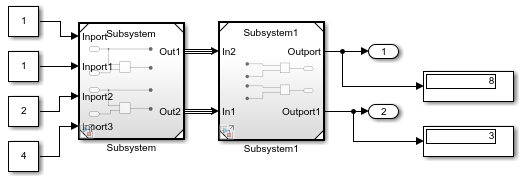 Subsystem
Subsystem1
1
Inport
Out1
In2
Outport
1
1
Inport1
8
2
Inport2
Out2
In1
Outport1
2
4
Inport3
3
Subsystem
Subsystem1